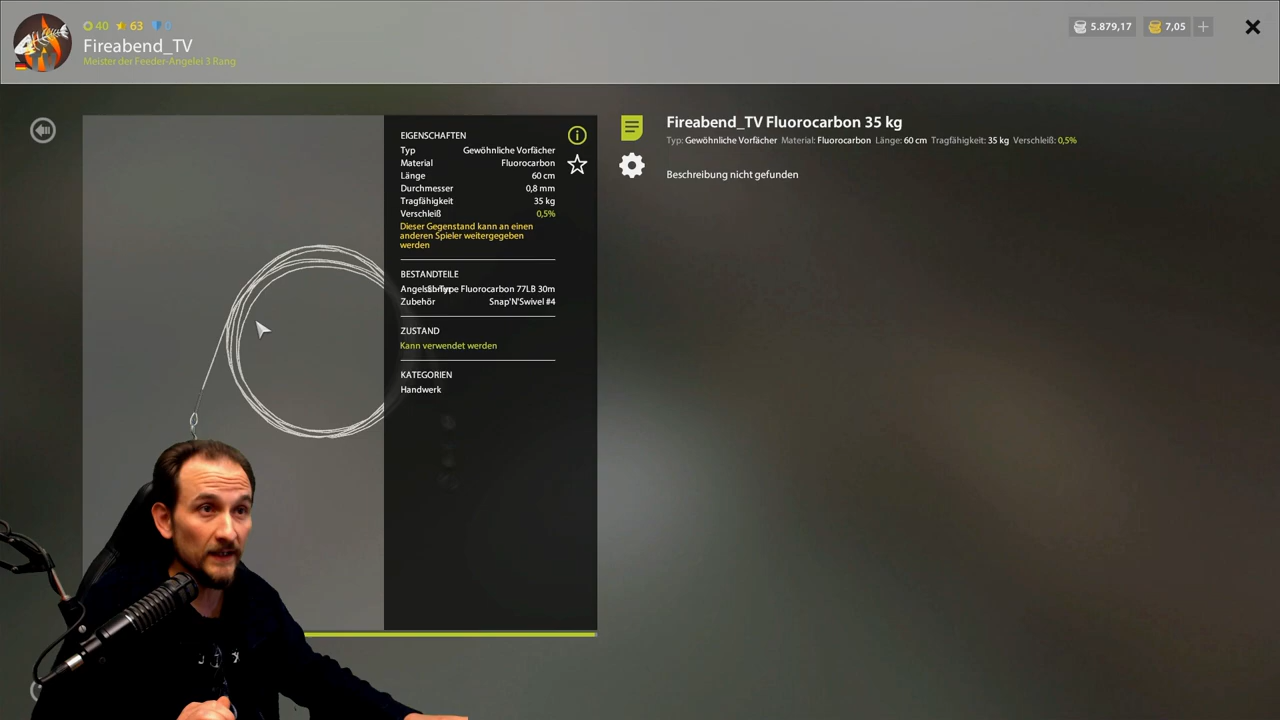 40 63 0
Fireabend_TV
Meister der Feeder-Angelei 3 Rang
5.879,17 7,05 +
EIGENSCHAFTEN
Typ Gewöhnliche Vorfächer
Material Fluorocarbon
Länge 60 cm
Durchmesser 0,8 mm
Tragfähigkeit 35 kg
Verschleiß 0,5%
Dieser Gegenstand kann an einen
anderen Spieler weitergegeben
werden
BESTANDTEILE
Fluorocarbon 77LB 30m
Zubehör Snap'N'Swivel #4
ZUSTAND
Kann verwendet werden
KATEGORIEN
Handwerk
Fireabend_TV Fluorocarbon 35 kg
Typ: Gewöhnliche Vorfächer Material: Fluorocarbon Länge: 60 cm Tragfähigkeit: 35 kg Verschleiß: 0,5%
Beschreibung nicht gefunden